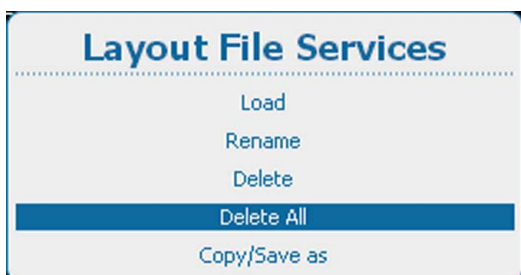 Layout File Services
Load
Rename
Delete
Delete All
Copy/Save as